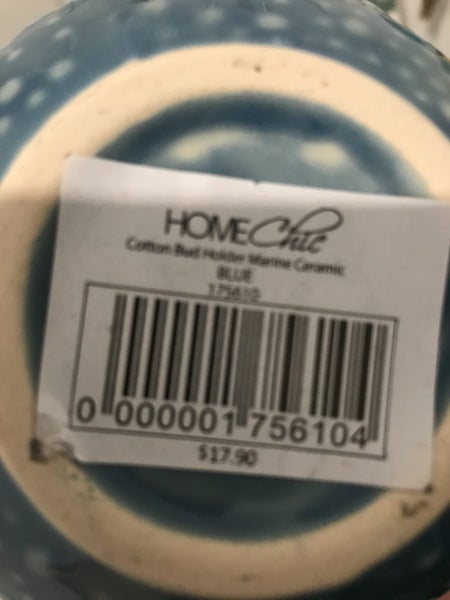 HOME Chic
Cotton Bud Holder Marine Ceramic
BLUE
175610
0 000001 756104
$17.90